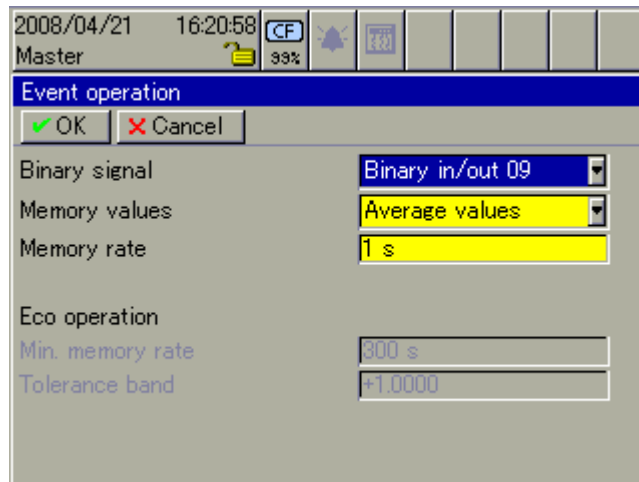 2008/04/21 16:20:58 CF
Master 99%
Event operation
OK Cancel
Binary signal Binary in/out 09
Memory values Average values
Memory rate 1 s
Eco operation
Min. memory rate 300 s
Tolerance band +1.0000